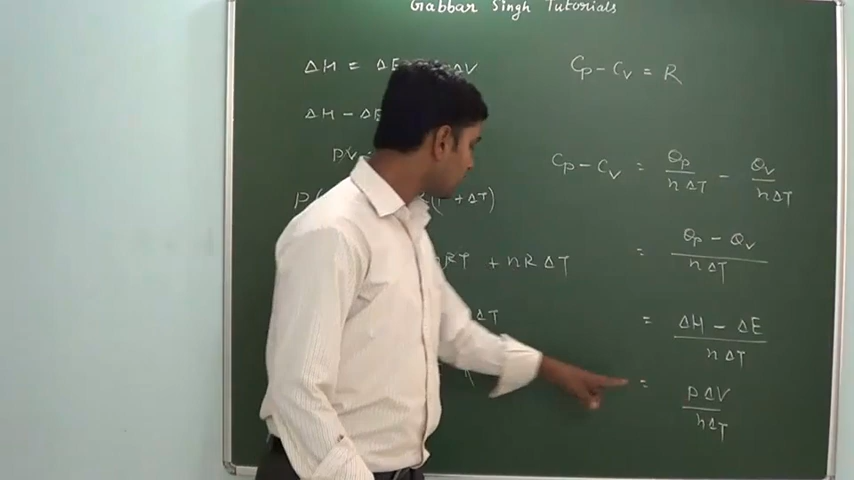 Gabbar Singh Tutorials
ΔH = ΔE ΔV
ΔH - ΔE
PV
P( + ΔT)
nRT + nRΔT
ΔT
Cp - Cv = R
Cp - Cv = Qp/nΔT - Qv/nΔT
= Qp - Qv/nΔT
= ΔH - ΔE/nΔT
= PΔV/nΔT